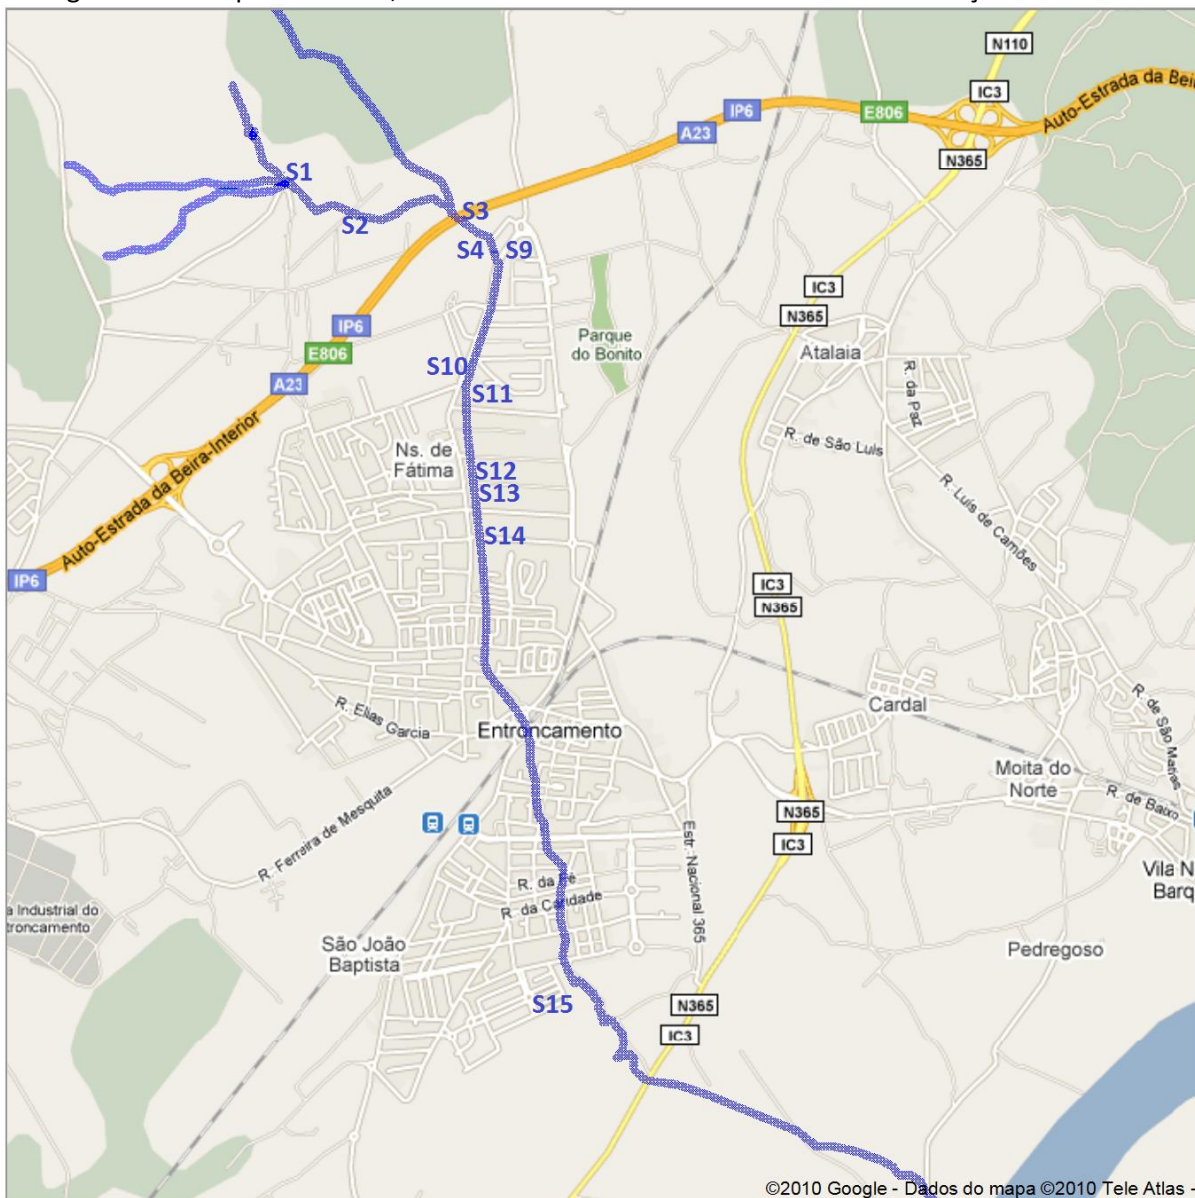 N110
IC3
Auto-Estrada da Bei
IP6
E806
A23
N365
S1
S2
S3
S4
S9
IC3
N365
IP6
E806
A23
Parque
do Bonito
Atalaia
S10
S11
R. da Paz
Ns. de
Fátima
R. de São Luis
S12
S13
R. Luís de Camões
Auto-Estrada da Beira-Interior
S14
IP6
IC3
N365
R. Elias Garcia
Entroncamento
Cardal
R. de São Matias
Moita do
Norte
R. de Baixo
R. Ferreira de Mesquita
N365
IC3
Estr. Nacional 365
Vila N
Barq
R. da Fé
R. da Caridade
a Industrial do
troncamento
São João
Baptista
Pedregoso
S15
N365
IC3
©2010 Google - Dados do mapa ©2010 Tele Atlas -